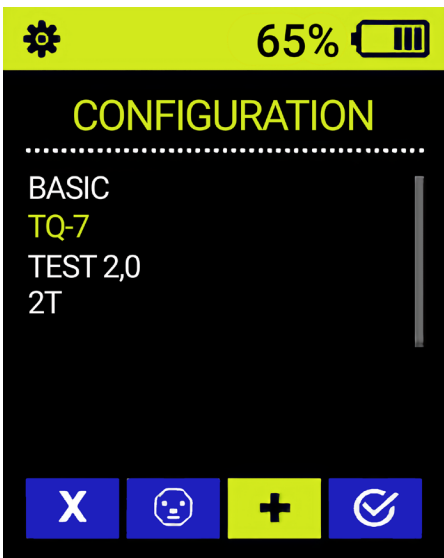 65%
CONFIGURATION
BASIC
TQ-7
TEST 2,0
2T
X